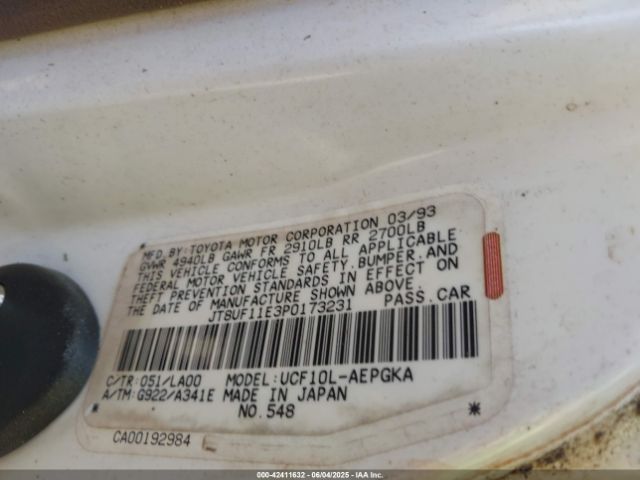 MFD. BY: TOYOTA MOTOR CORPORATION 03/93
GVWR 4940LB GAWR FR 2910LB RR 2700LB
THIS VEHICLE CONFORMS TO ALL APPLICABLE
FEDERAL MOTOR VEHICLE SAFETY, BUMPER, AND
THEFT PREVENTION STANDARDS IN EFFECT ON
THE DATE OF MANUFACTURE SHOWN ABOVE.
JT8UF11E3P0173231 PASS. CAR
C/TR: 051/LA00 MODEL: UCF10L-AEPGKA
A/TM: G922/A341E MADE IN JAPAN
NO. 548
CA00192984
000-42411632 - 06/04/2025 - IAAI.COM